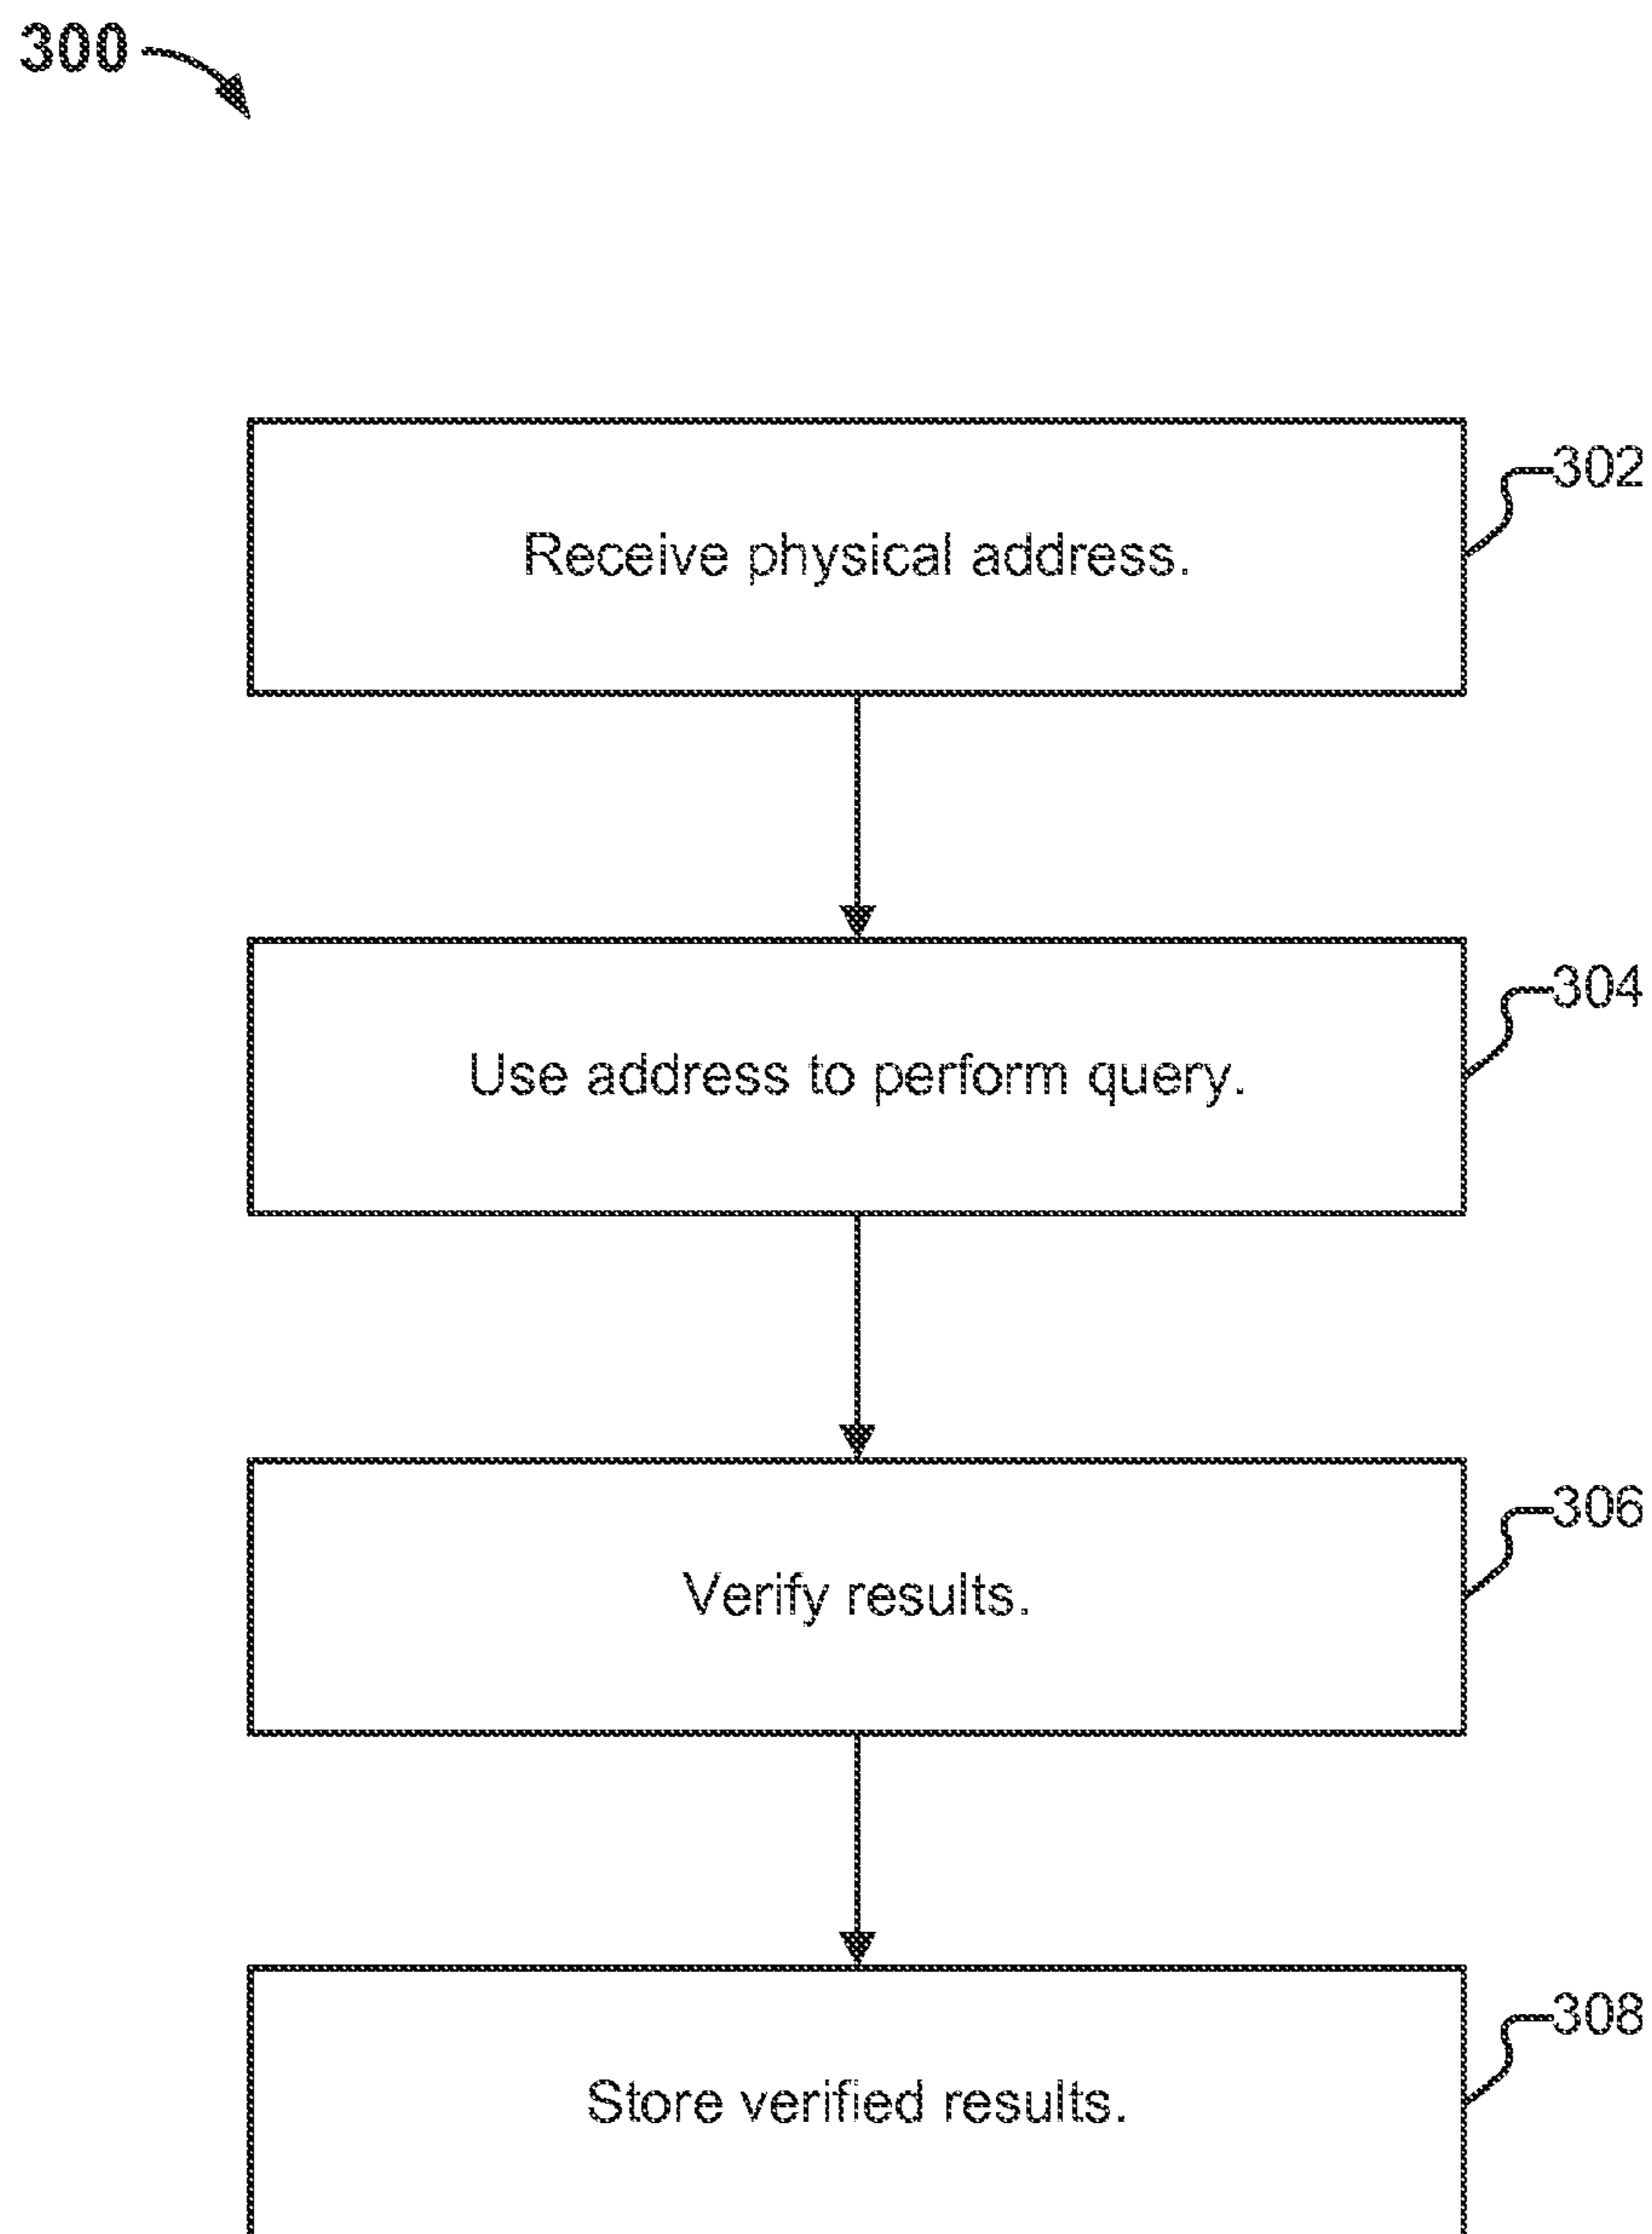 300
Receive physical address.
302
Use address to perform query.
304
Verify results.
306
Store verified results.
308